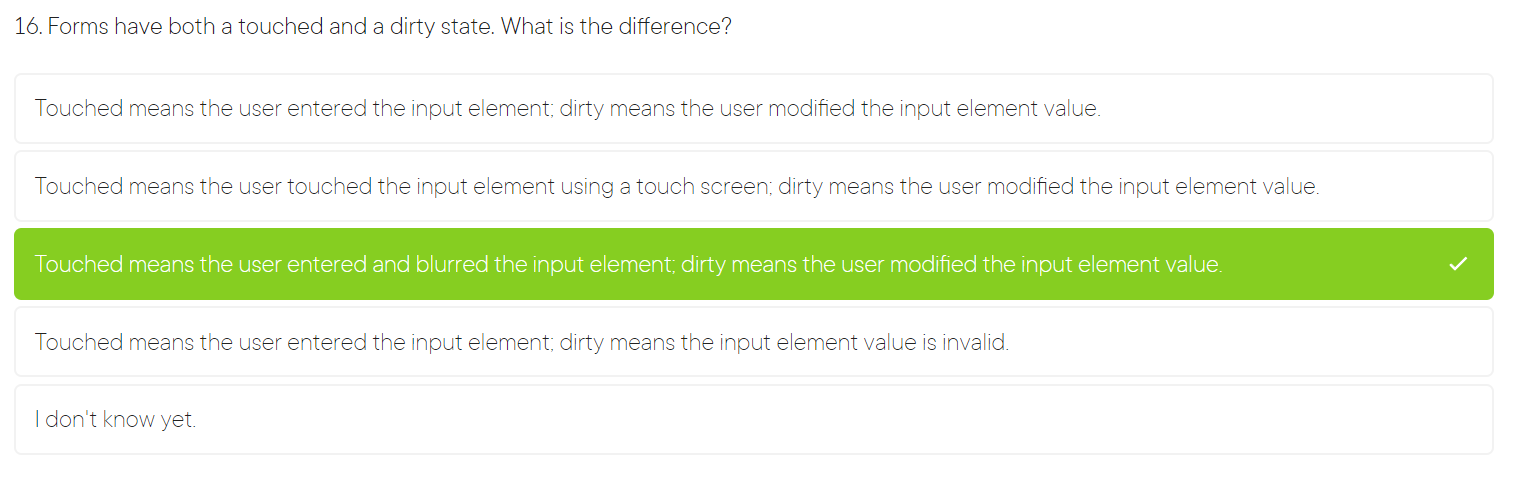 16. Forms have both a touched and a dirty state. What is the difference?
Touched means the user entered the input element; dirty means the user modified the input element value.
Touched means the user touched the input element using a touch screen; dirty means the user modified the input element value.
Touched means the user entered and blurred the input element; dirty means the user modified the input element value.
Touched means the user entered the input element; dirty means the input element value is invalid.
I don't know yet.